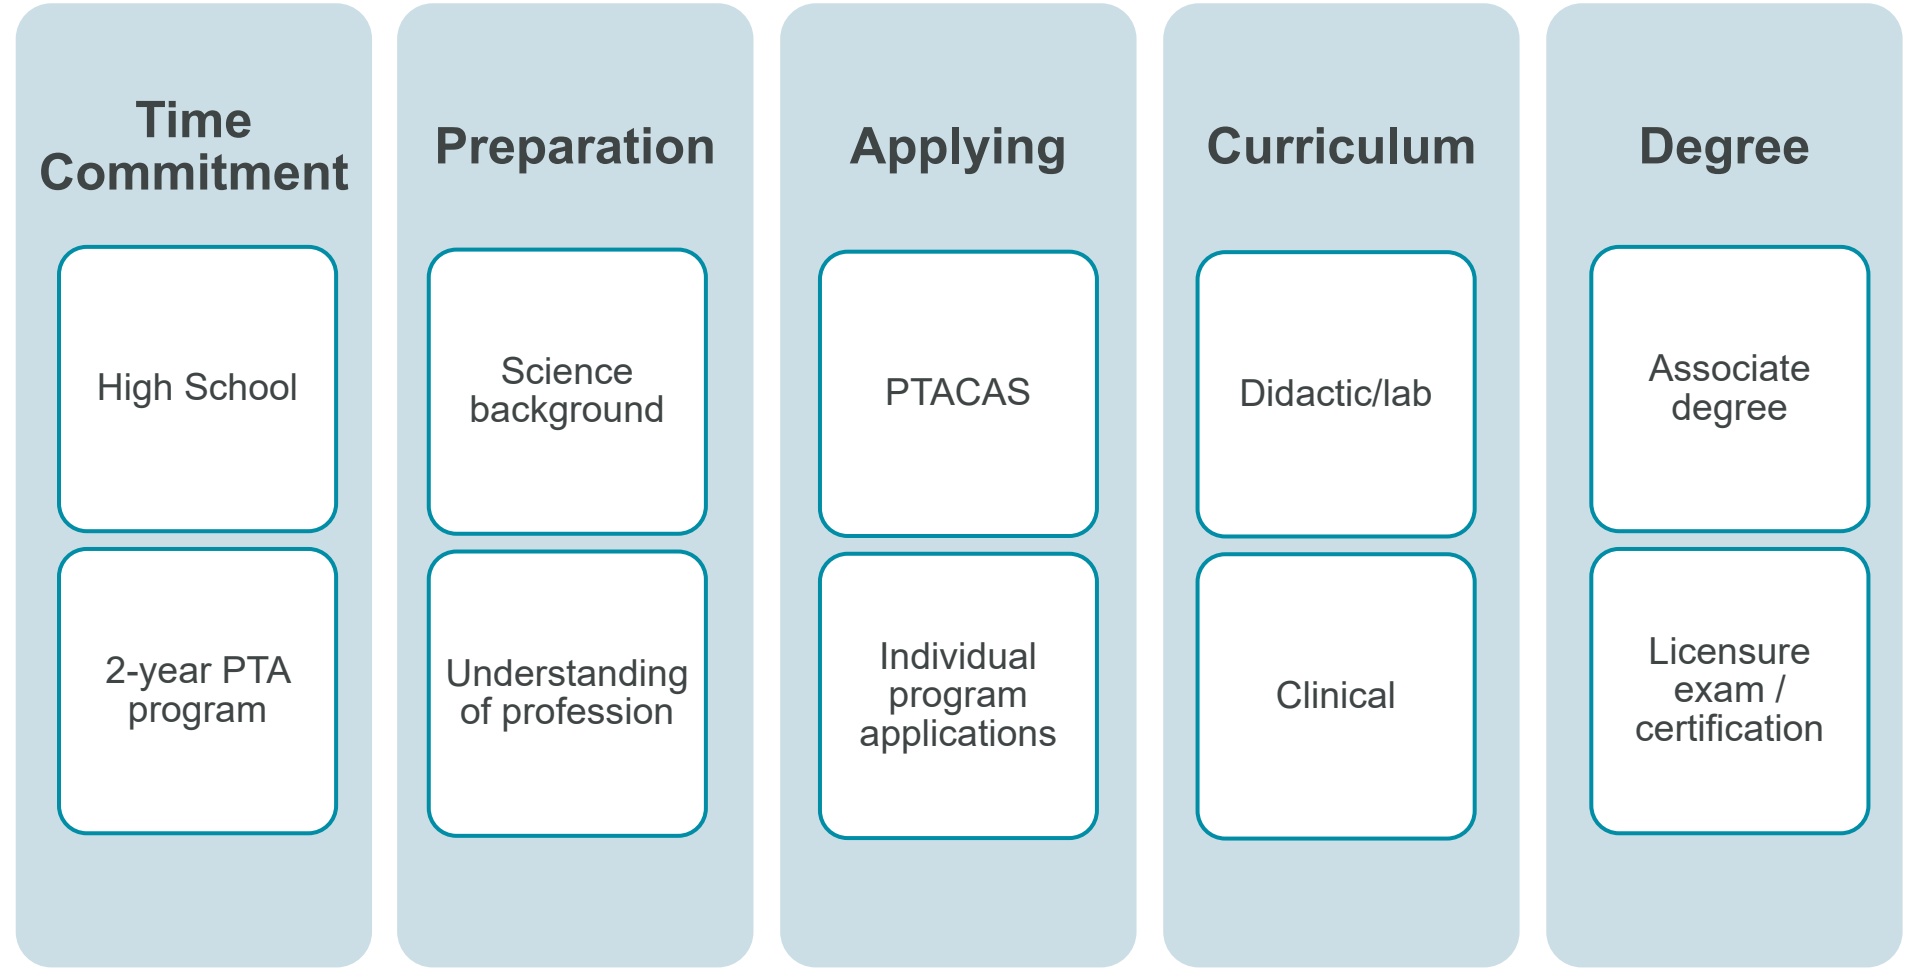 Time
Commitment
High School
2-year PTA
program
Preparation
Science
background
Understanding
of profession
Applying
PTACAS
Individual
program
applications
Curriculum
Didactic/lab
Clinical
Degree
Associate
degree
Licensure
exam /
certification